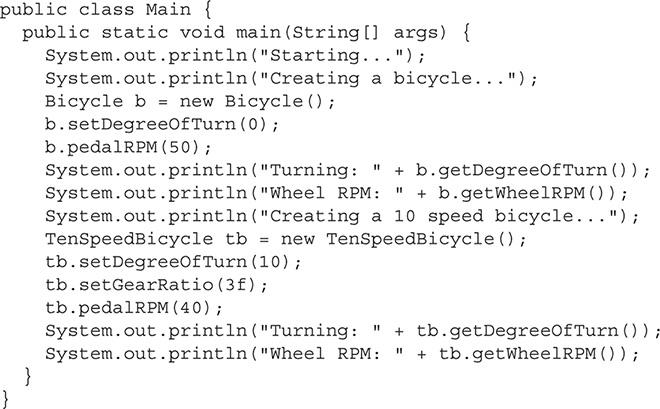 public class Main {
  public static void main(String[] args) {
    System.out.println("Starting...");
    System.out.println("Creating a bicycle...");
    Bicycle b = new Bicycle();
    b.setDegreeOfTurn(0);
    b.pedalRPM(50);
    System.out.println("Turning: " + b.getDegreeOfTurn());
    System.out.println("Wheel RPM: " + b.getWheelRPM());
    System.out.println("Creating a 10 speed bicycle...");
    TenSpeedBicycle tb = new TenSpeedBicycle();
    tb.setDegreeOfTurn(10);
    tb.setGearRatio(3f);
    tb.pedalRPM(40);
    System.out.println("Turning: " + tb.getDegreeOfTurn());
    System.out.println("Wheel RPM: " + tb.getWheelRPM());
  }
}